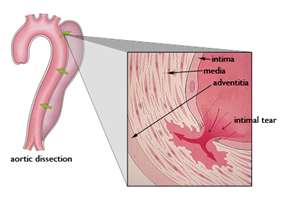 intima
media
adventitia
intimal tear
aortic dissection